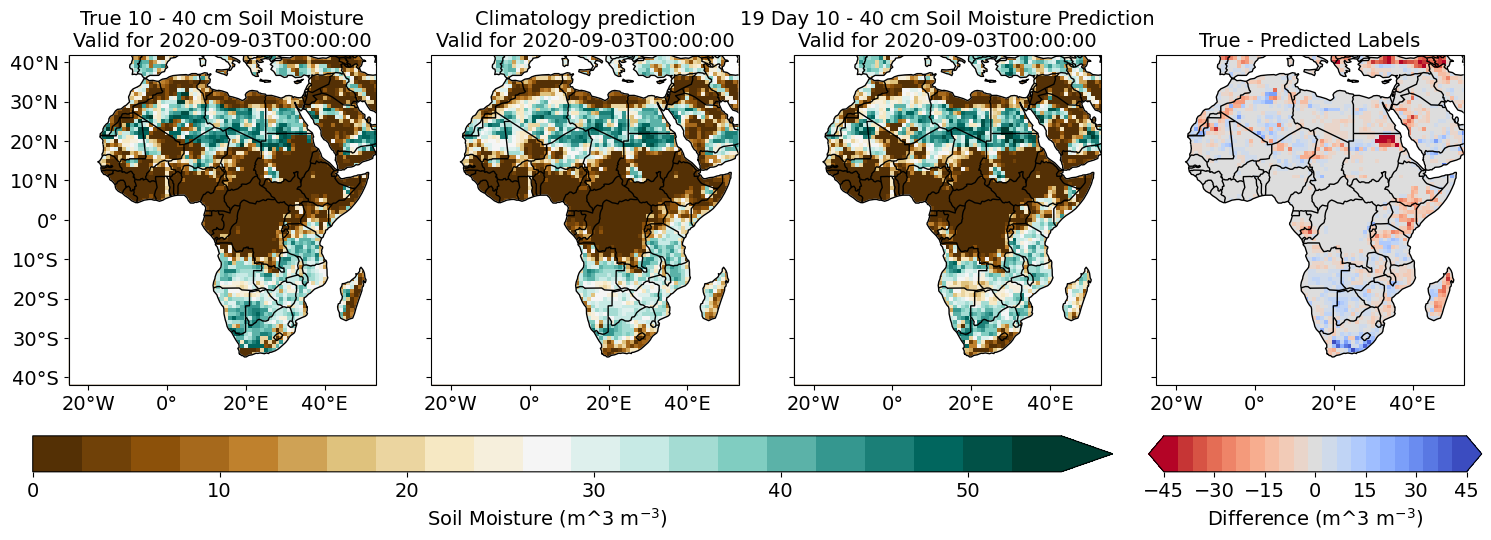 True 10 - 40 cm Soil Moisture
Valid for 2020-09-03T00:00:00
Climatology prediction
Valid for 2020-09-03T00:00:00
19 Day 10 - 40 cm Soil Moisture Prediction
Valid for 2020-09-03T00:00:00
True - Predicted Labels
40°N
30°N
20°N
10°N
0°
10°S
20°S
30°S
40°S
20°W 0° 20°E 40°E
20°W 0° 20°E 40°E
20°W 0° 20°E 40°E
20°W 0° 20°E 40°E
0 10 20 30 40 50
Soil Moisture (m^3 m⁻³)
−45 −30 −15 0 15 30 45
Difference (m^3 m⁻³)